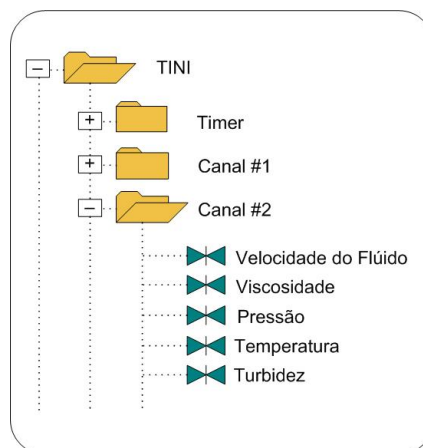 TINI
Timer
Canal #1
Canal #2
Velocidade do Flúido
Viscosidade
Pressão
Temperatura
Turbidez